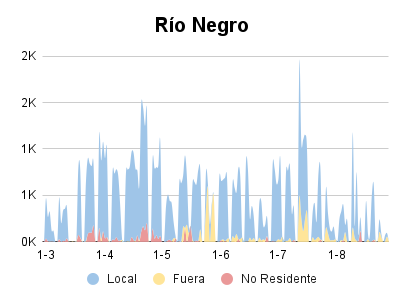 Río Negro
2K
2K
1K
1K
0K
1-3 1-4 1-5 1-6 1-7 1-8
Local Fuera No Residente